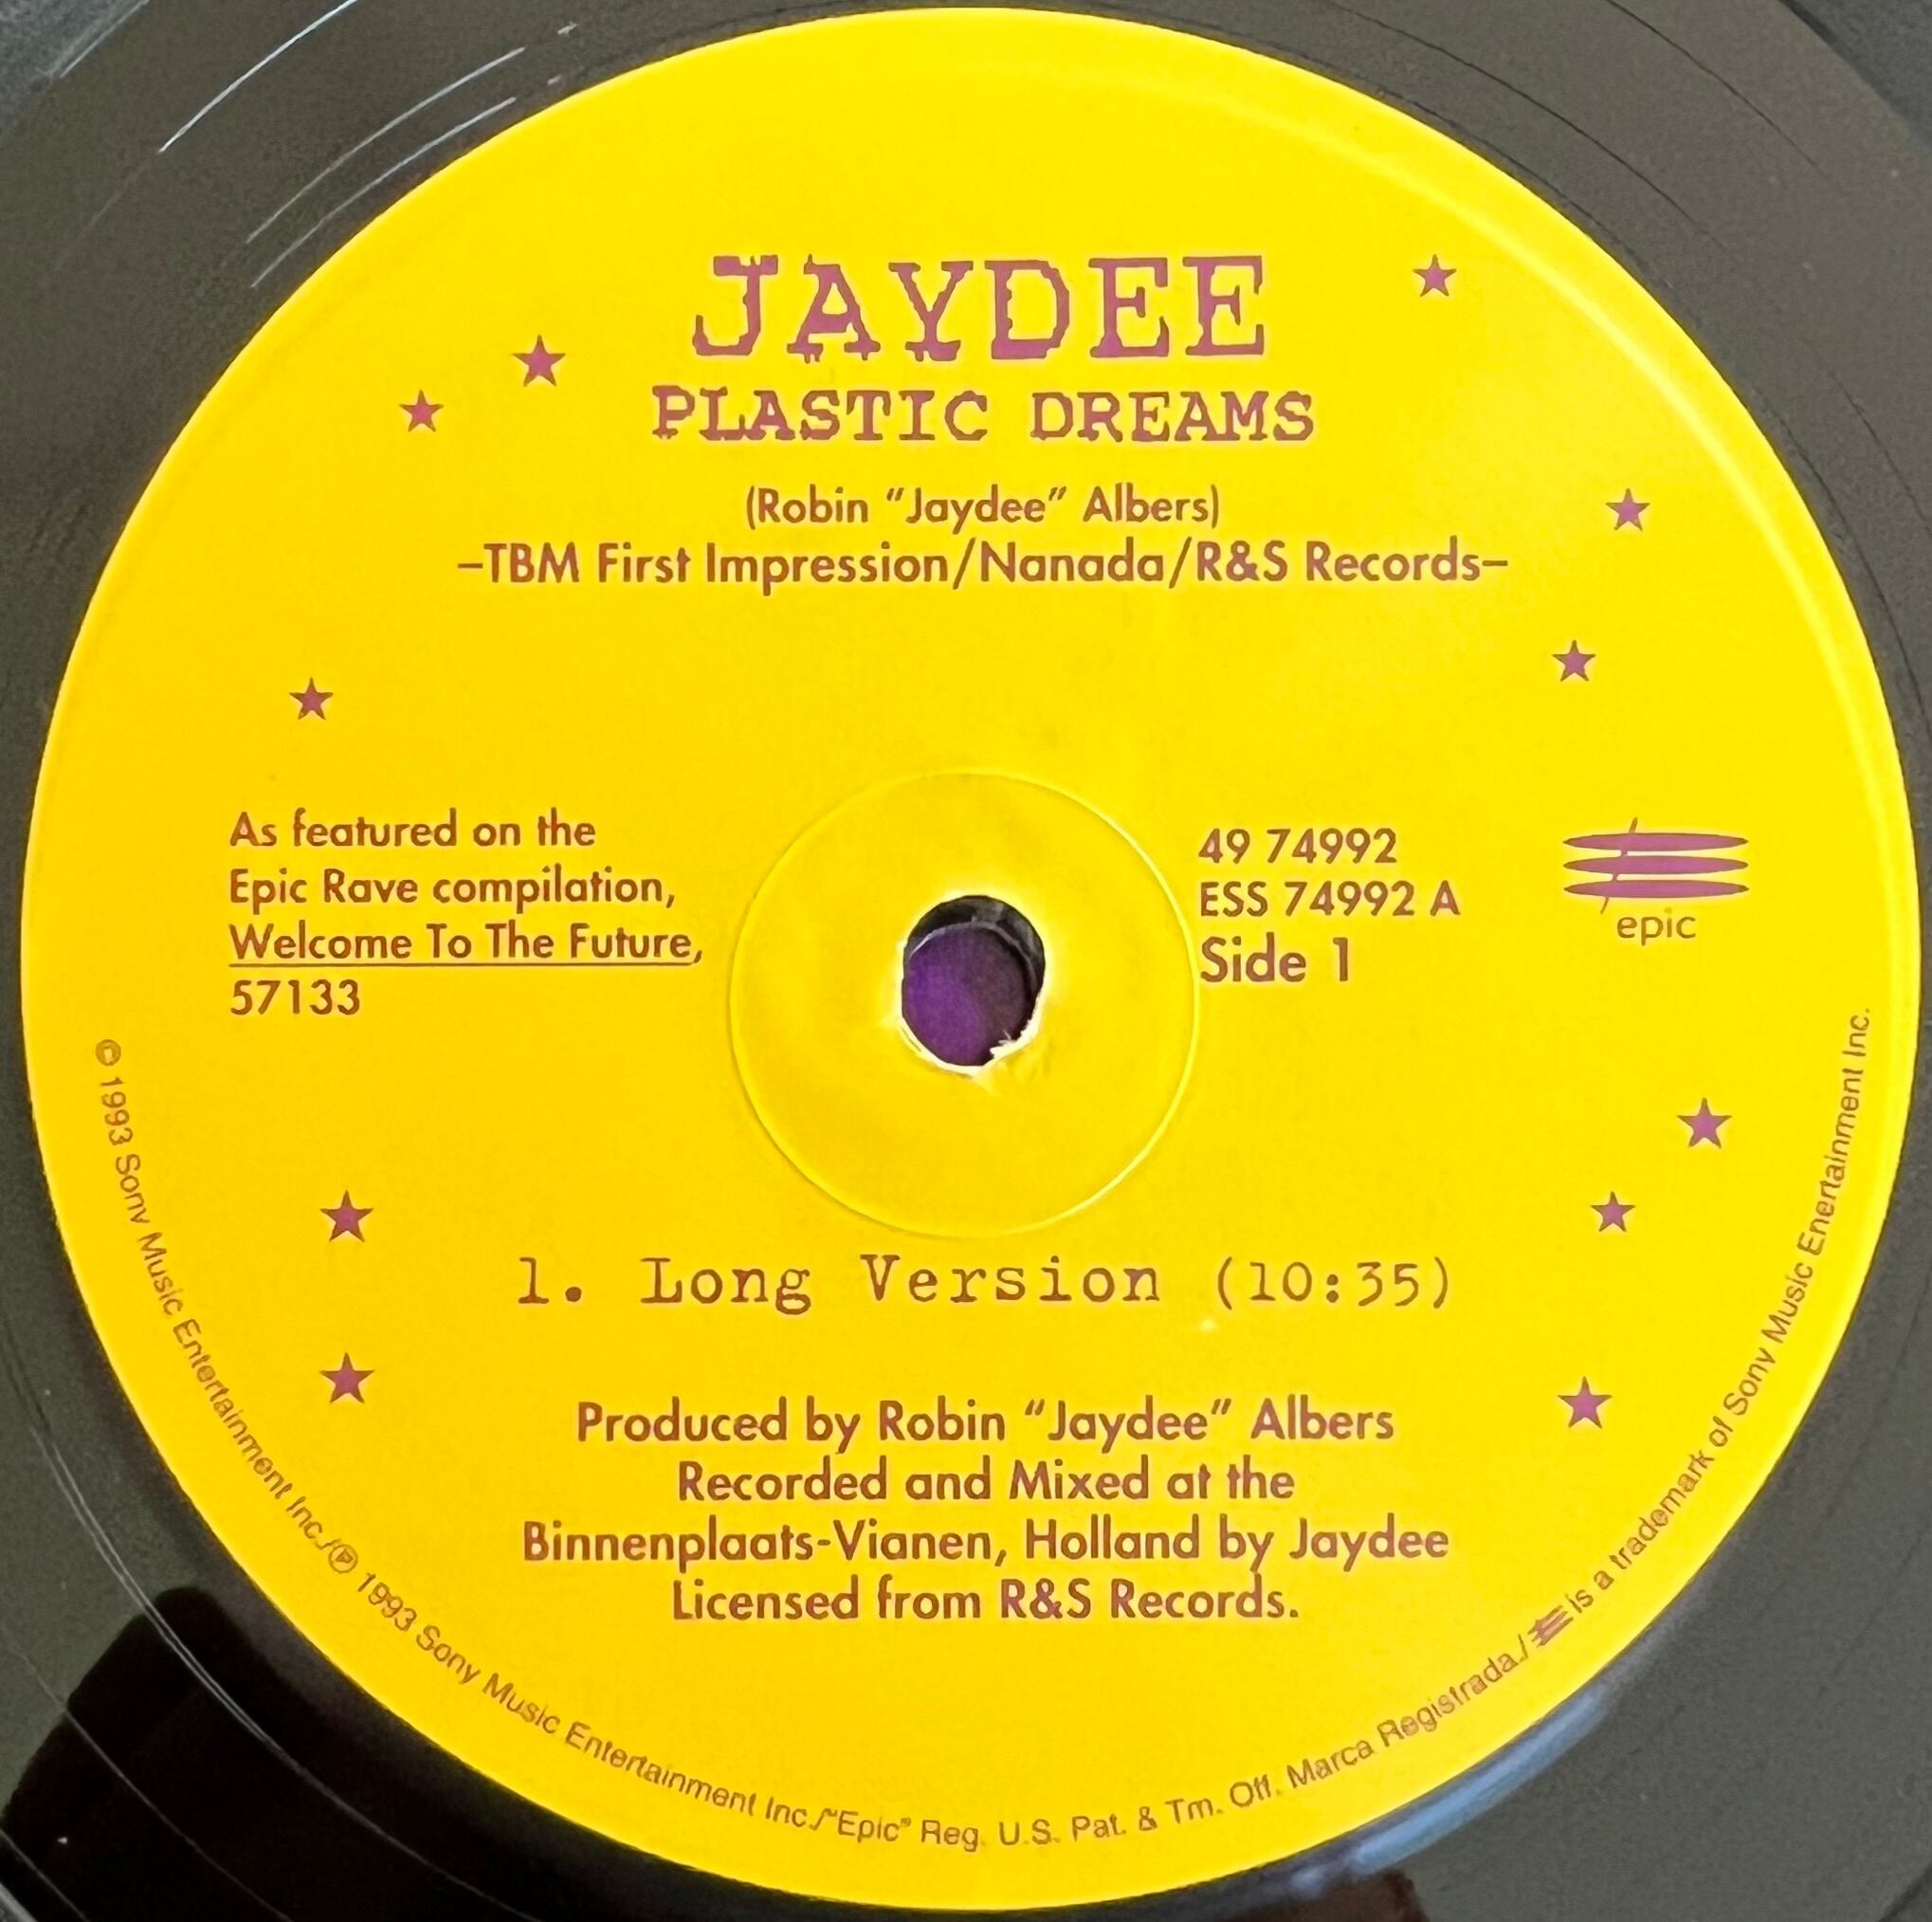 JAYDEE
PLASTIC DREAMS
(Robin “Jaydee” Albers)
–TBM First Impression/Nanada/R&S Records–
As featured on the
Epic Rave compilation,
Welcome To The Future,
57133
49 74992
ESS 74992 A
Side 1
epic
1. Long Version (10:35)
Produced by Robin “Jaydee” Albers
Recorded and Mixed at the
Binnenplaats-Vianen, Holland by Jaydee
Licensed from R&S Records.
© 1993 Sony Music Entertainment Inc./℗ 1993 Sony Music Entertainment Inc./“Epic” Reg. U.S. Pat. & Tm. Off. Marca Registrada./ is a trademark of Sony Music Enertainment Inc.